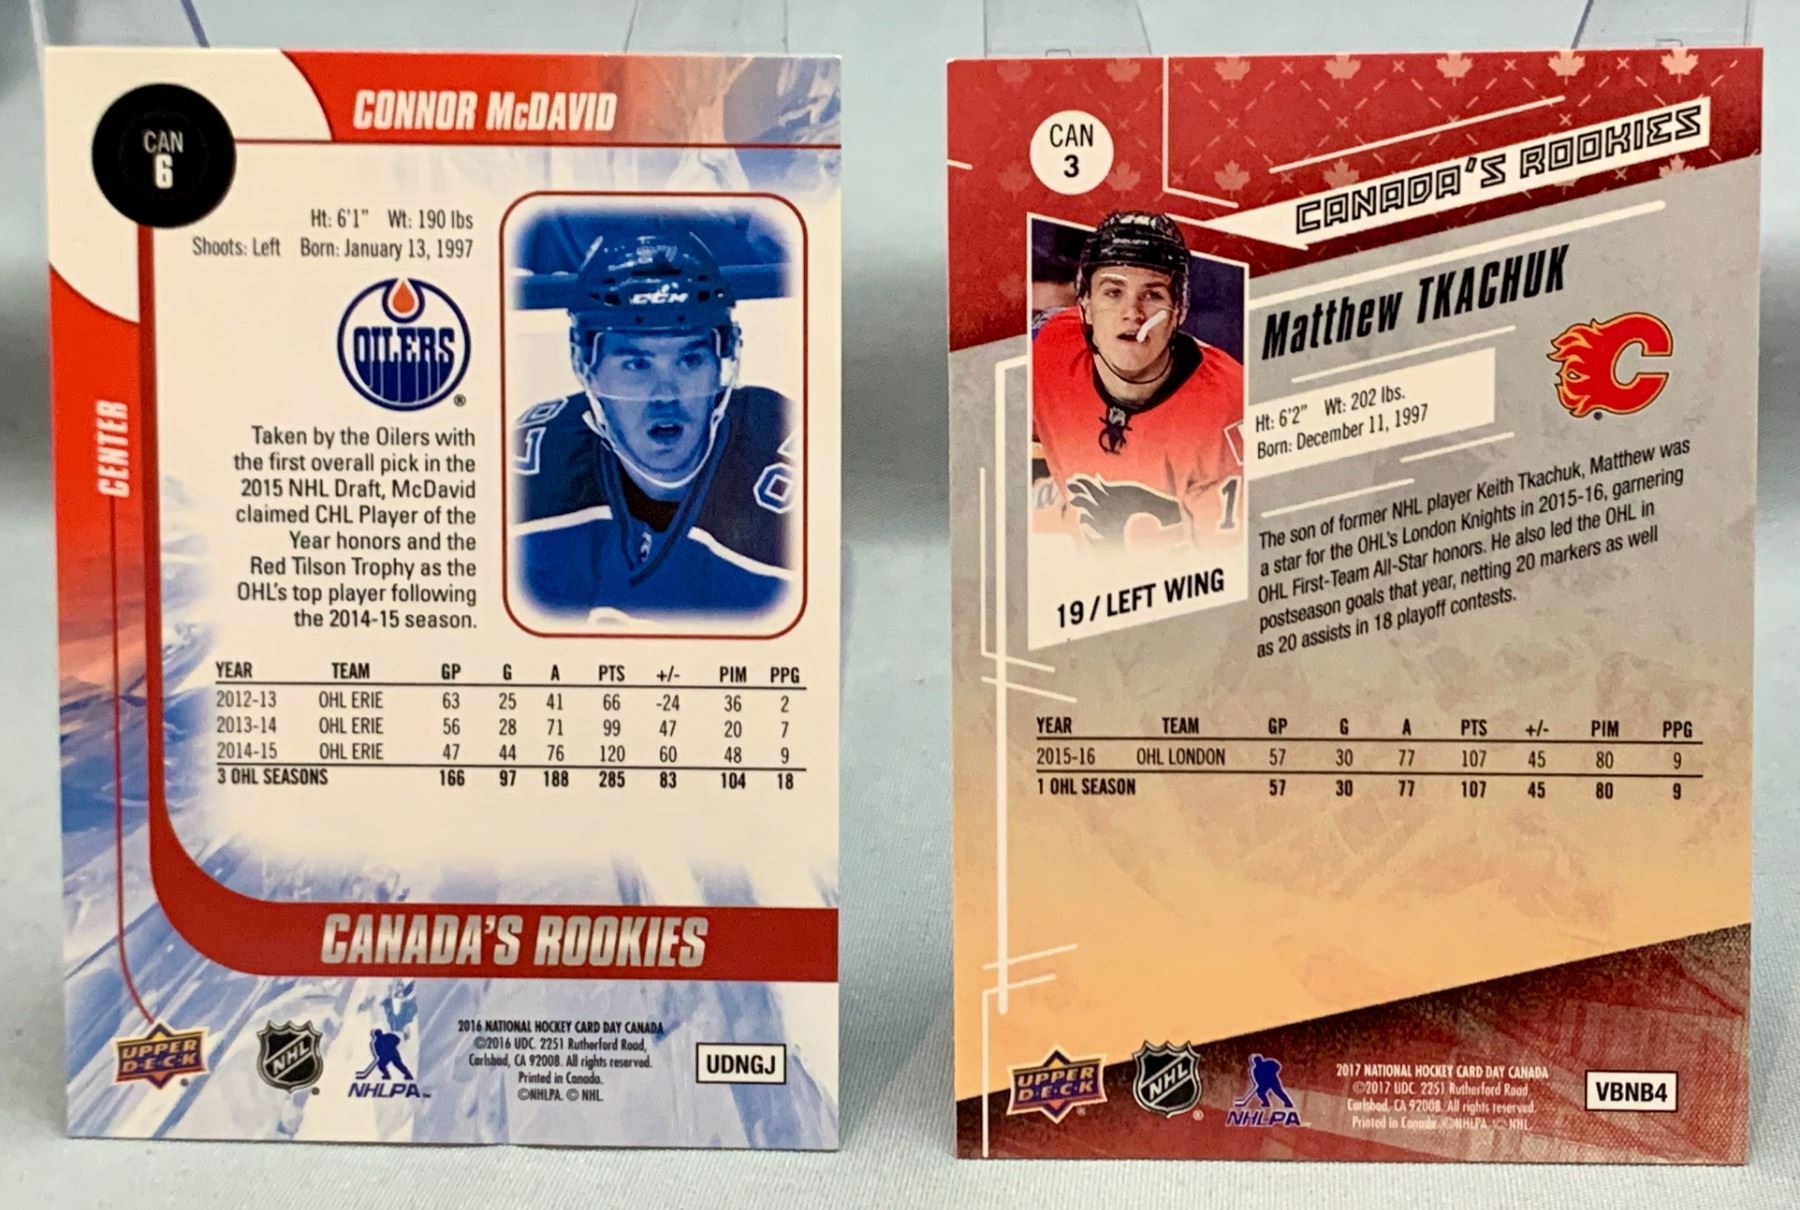 CONNOR McDAVID
CAN
6
Ht: 6'1" Wt: 190 lbs
Shoots: Left Born: January 13, 1997
OILERS
®
CENTER
CCM
Taken by the Oilers with
the first overall pick in the
2015 NHL Draft, McDavid
claimed CHL Player of the
Year honors and the
Red Tilson Trophy as the
OHL's top player following
the 2014-15 season.
YEAR TEAM GP G A PTS +/- PIM PPG
2012-13 OHL ERIE 63 25 41 66 -24 36 2
2013-14 OHL ERIE 56 28 71 99 47 20 7
2014-15 OHL ERIE 47 44 76 120 60 48 9
3 OHL SEASONS 166 97 188 285 83 104 18
CANADA'S ROOKIES
UPPER
D·E·C·K
NHL
NHLPA
2016 NATIONAL HOCKEY CARD DAY CANADA
©2016 UDC. 2251 Rutherford Road,
Carlsbad, CA 92008. All rights reserved.
Printed in Canada.
©NHLPA. © NHL.
UDNGJ
CAN
3
CANADA'S ROOKIES
Matthew TKACHUK
Ht: 6'2" Wt: 202 lbs.
Born: December 11, 1997
C
®
19 / LEFT WING
The son of former NHL player Keith Tkachuk, Matthew was
a star for the OHL's London Knights in 2015-16, garnering
OHL First-Team All-Star honors. He also led the OHL in
postseason goals that year, netting 20 markers as well
as 20 assists in 18 playoff contests.
YEAR TEAM GP G A PTS +/- PIM PPG
2015-16 OHL LONDON 57 30 77 107 45 80 9
1 OHL SEASON 57 30 77 107 45 80 9
UPPER
D·E·C·K
NHL
NHLPA
2017 NATIONAL HOCKEY CARD DAY CANADA
©2017 UDC. 2251 Rutherford Road
Carlsbad, CA 92008. All rights reserved.
Printed in Canada. ©NHLPA © NHL.
VBNB4